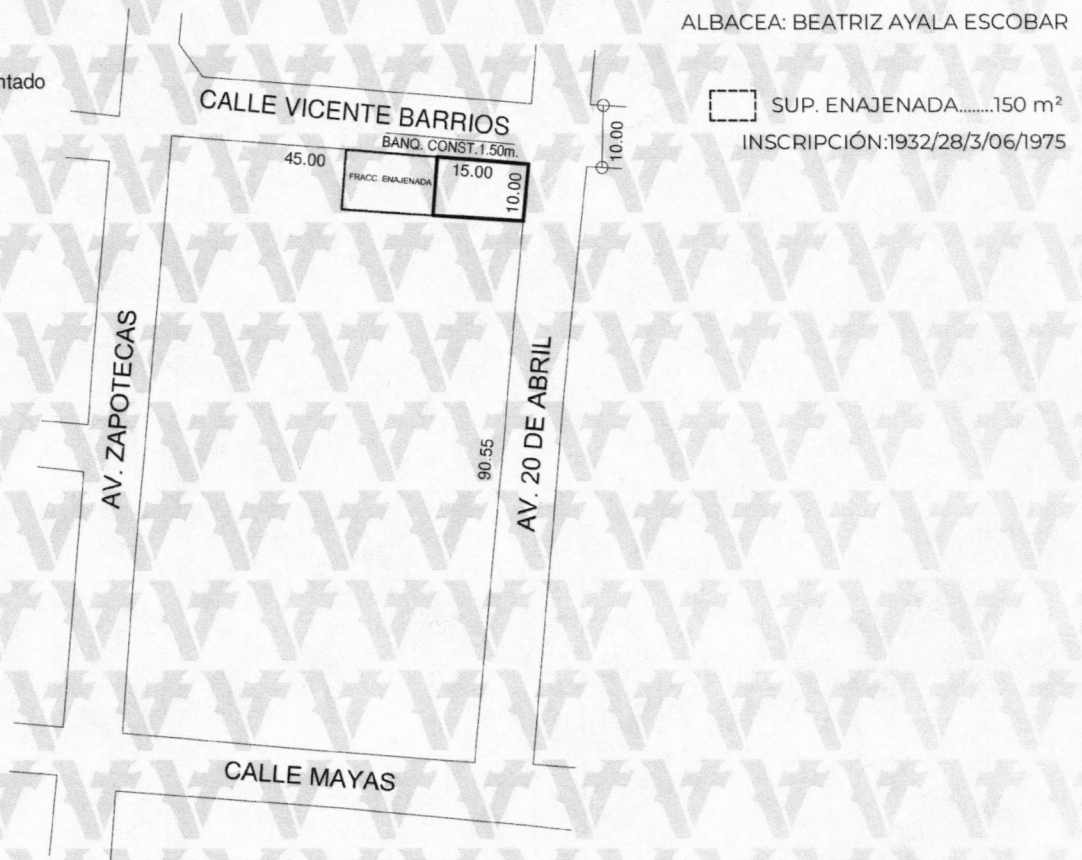 ALBACEA: BEATRIZ AYALA ESCOBAR
ntado
SUP. ENAJENADA........150 m²
INSCRIPCIÓN:1932/28/3/06/1975
CALLE VICENTE BARRIOS
BANQ. CONST.1.50m.
10.00
45.00
FRACC. ENAJENADA
15.00
10.00
AV. ZAPOTECAS
AV. 20 DE ABRIL
90.55
CALLE MAYAS